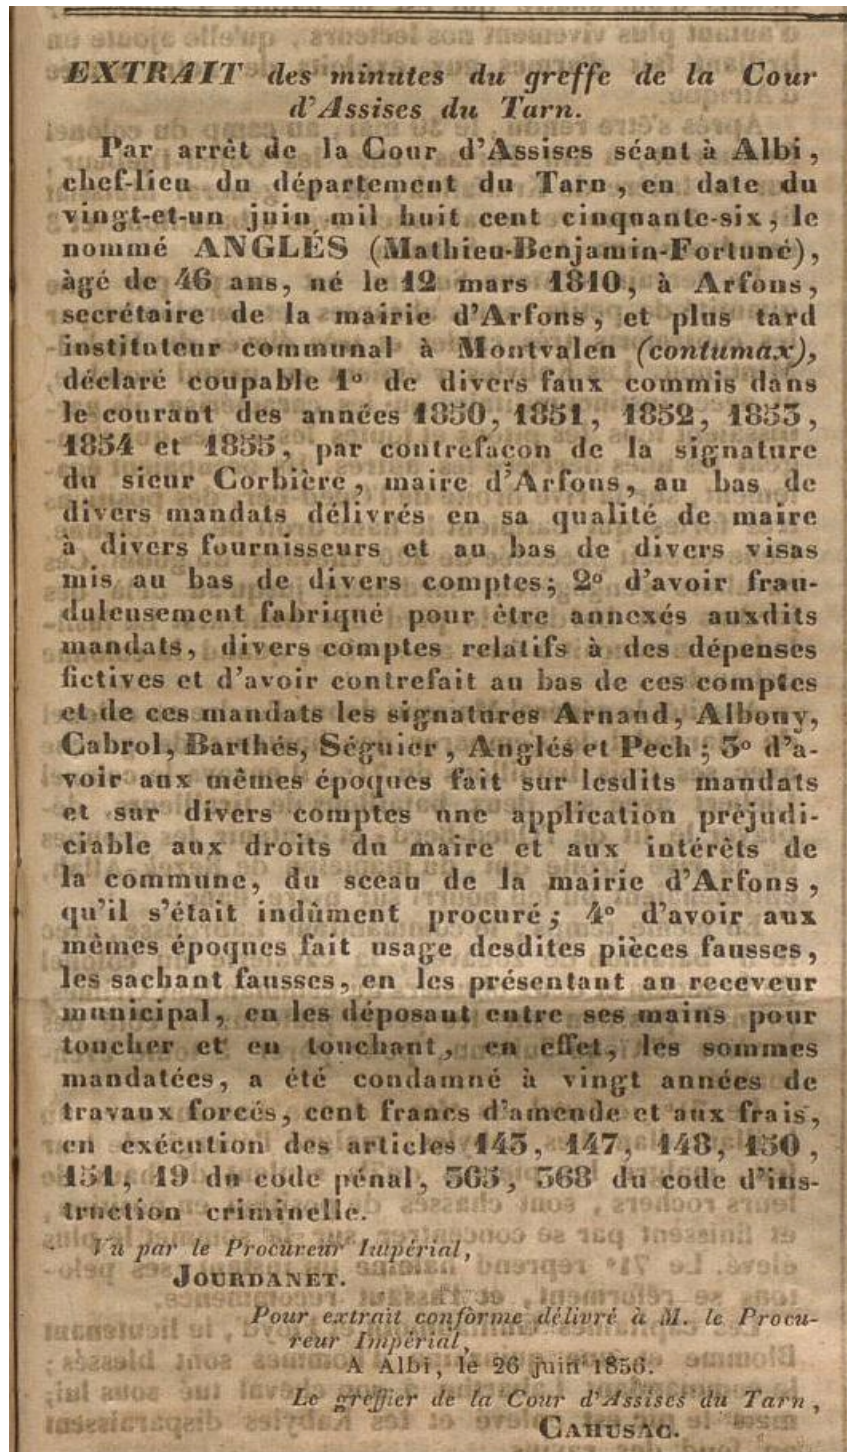 EXTRAIT des minutes du greffe de la Cour
d'Assises du Tarn.
Par arrêt de la Cour d'Assises séant à Albi,
chef-lieu du département du Tarn, en date du
vingt-et-un juin mil huit cent cinquante-six, le
nommé ANGLÉS (Mathieu-Benjamin-Fortuné),
âgé de 46 ans, né le 12 mars 1810, à Arfons,
secrétaire de la mairie d'Arfons, et plus tard
instituteur communal à Montvalen (contumax),
déclaré coupable 1º de divers faux commis dans
le courant des années 1850, 1851, 1852, 1853,
1854 et 1855, par contrefaçon de la signature
du sieur Corbière, maire d'Arfons, au bas de
divers mandats délivrés en sa qualité de maire
à divers fournisseurs et au bas de divers visas
mis au bas de divers comptes; 2º d'avoir frau-
duleusement fabriqué pour être annexés auxdits
mandats, divers comptes relatifs à des dépenses
fictives et d'avoir contrefait au bas de ces comptes
et de ces mandats les signatures Arnaud, Albouy,
Cabrol, Barthés, Séguier, Anglés et Pech; 3º d'a-
voir aux mêmes époques fait sur lesdits mandats
et sur divers comptes une application préjudi-
ciable aux droits du maire et aux intérêts de
la commune, du sceau de la mairie d'Arfons,
qu'il s'était indûment procuré; 4º d'avoir aux
mêmes époques fait usage desdites pièces fausses,
les sachant fausses, en les présentant au receveur
municipal, en les déposant entre ses mains pour
toucher et en touchant, en effet, les sommes
mandatées, a été condamné à vingt années de
travaux forcés, cent francs d'amende et aux frais,
en exécution des articles 143, 147, 148, 150,
151, 19 du code pénal, 365, 368 du code d'ins-
truction criminelle.
Vu par le Procureur Impérial,
JOURDANET.
Pour extrait conforme délivré à M. le Procu-
reur Impérial,
A Albi, le 26 juin 1856.
Le greffier de la Cour d'Assises du Tarn,
CAHUSAC.